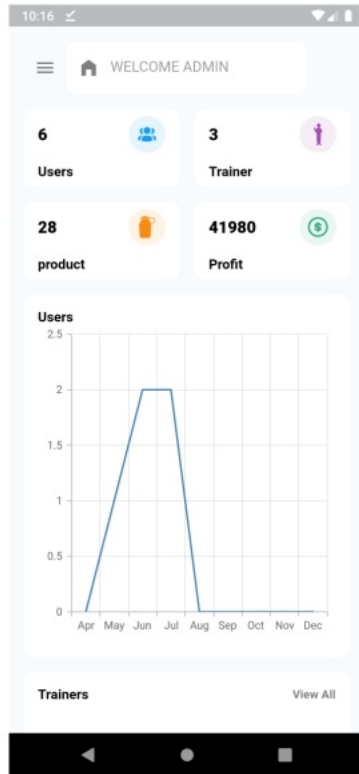 10:16
WELCOME ADMIN
6
Users
3
Trainer
28
product
41980
Profit
Users
2.5
2
1.5
1
0.5
0
Apr May Jun Jul Aug Sep Oct Nov Dec
Trainers View All